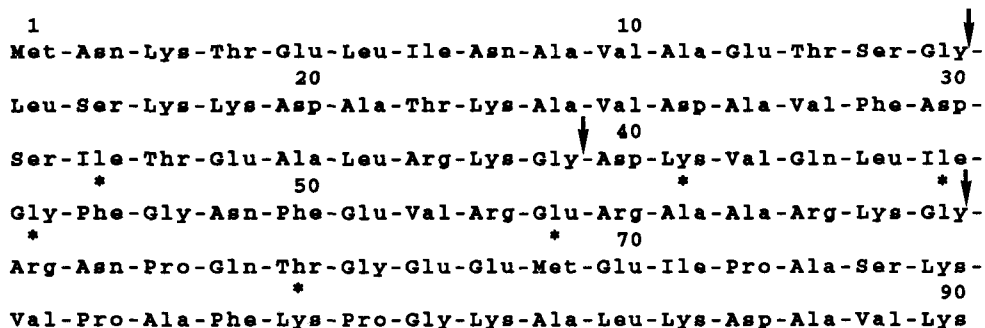 1 10
Met-Asn-Lys-Thr-Glu-Leu-Ile-Asn-Ala-Val-Ala-Glu-Thr-Ser-Gly-
20 30
Leu-Ser-Lys-Lys-Asp-Ala-Thr-Lys-Ala-Val-Asp-Ala-Val-Phe-Asp-
40
Ser-Ile-Thr-Glu-Ala-Leu-Arg-Lys-Gly-Asp-Lys-Val-Gln-Leu-Ile-
* 50 * *
Gly-Phe-Gly-Asn-Phe-Glu-Val-Arg-Glu-Arg-Ala-Ala-Arg-Lys-Gly-
* * 70
Arg-Asn-Pro-Gln-Thr-Gly-Glu-Glu-Met-Glu-Ile-Pro-Ala-Ser-Lys-
* 90
Val-Pro-Ala-Phe-Lys-Pro-Gly-Lys-Ala-Leu-Lys-Asp-Ala-Val-Lys